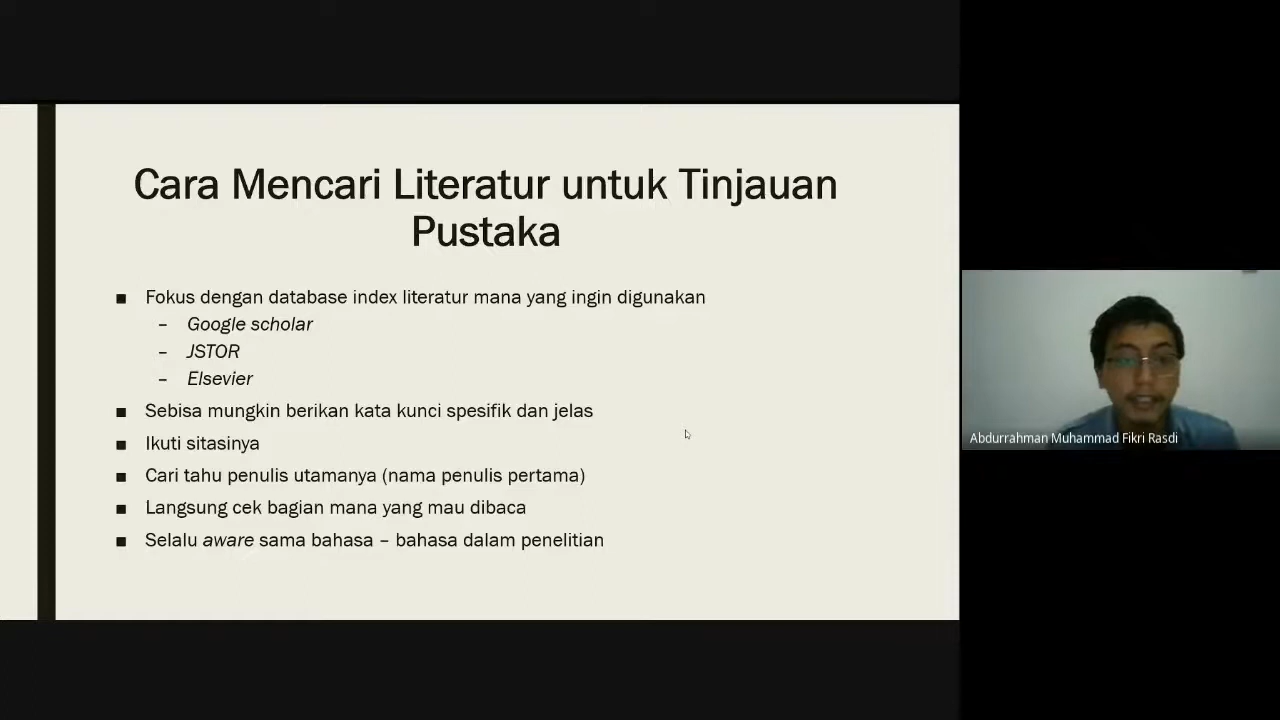 Cara Mencari Literatur untuk Tinjauan
Pustaka
■ Fokus dengan database index literatur mana yang ingin digunakan
– Google scholar
– JSTOR
– Elsevier
■ Sebisa mungkin berikan kata kunci spesifik dan jelas
■ Ikuti sitasinya
■ Cari tahu penulis utamanya (nama penulis pertama)
■ Langsung cek bagian mana yang mau dibaca
■ Selalu aware sama bahasa – bahasa dalam penelitian
Abdurrahman Muhammad Fikri Rasdi